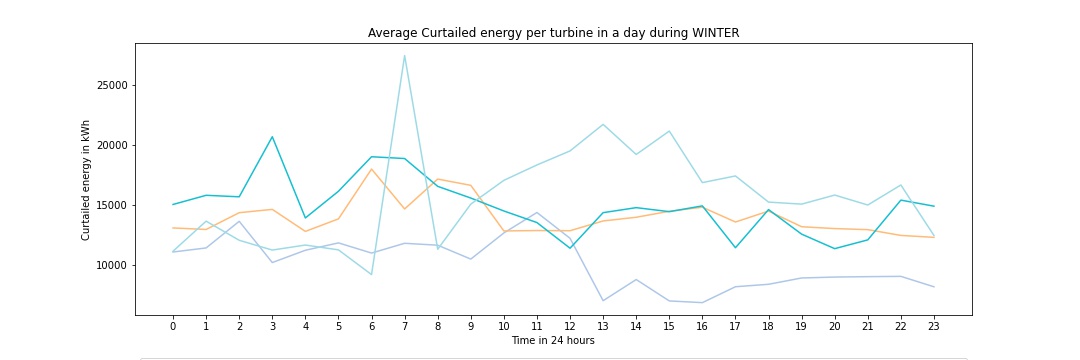 Average Curtailed energy per turbine in a day during WINTER
25000
20000
15000
10000
Curtailed energy in kWh
0 1 2 3 4 5 6 7 8 9 10 11 12 13 14 15 16 17 18 19 20 21 22 23
Time in 24 hours